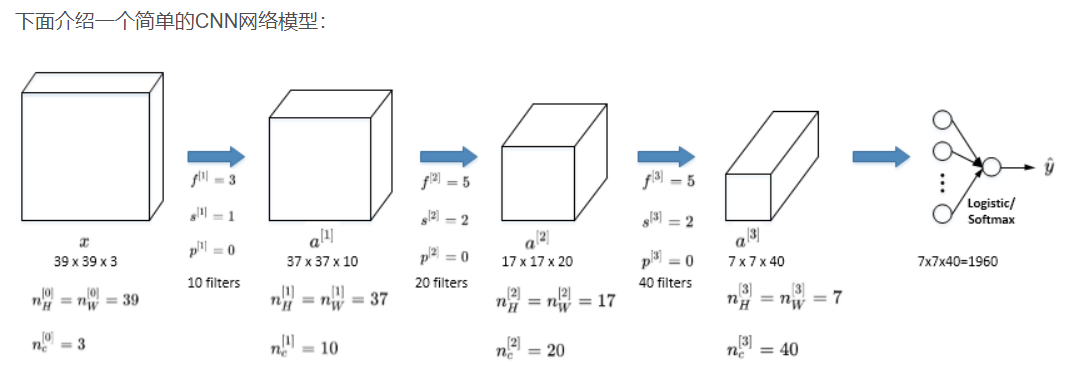 下面介绍一个简单的CNN网络模型：
x
39 x 39 x 3
n_H^[0] = n_W^[0] = 39
n_c^[0] = 3
f^[1] = 3
s^[1] = 1
p^[1] = 0
10 filters
a^[1]
37 x 37 x 10
n_H^[1] = n_W^[1] = 37
n_c^[1] = 10
f^[2] = 5
s^[2] = 2
p^[2] = 0
20 filters
a^[2]
17 x 17 x 20
n_H^[2] = n_W^[2] = 17
n_c^[2] = 20
f^[3] = 5
s^[3] = 2
p^[3] = 0
40 filters
a^[3]
7 x 7 x 40
n_H^[3] = n_W^[3] = 7
n_c^[3] = 40
ŷ
Logistic/
Softmax
7x7x40=1960